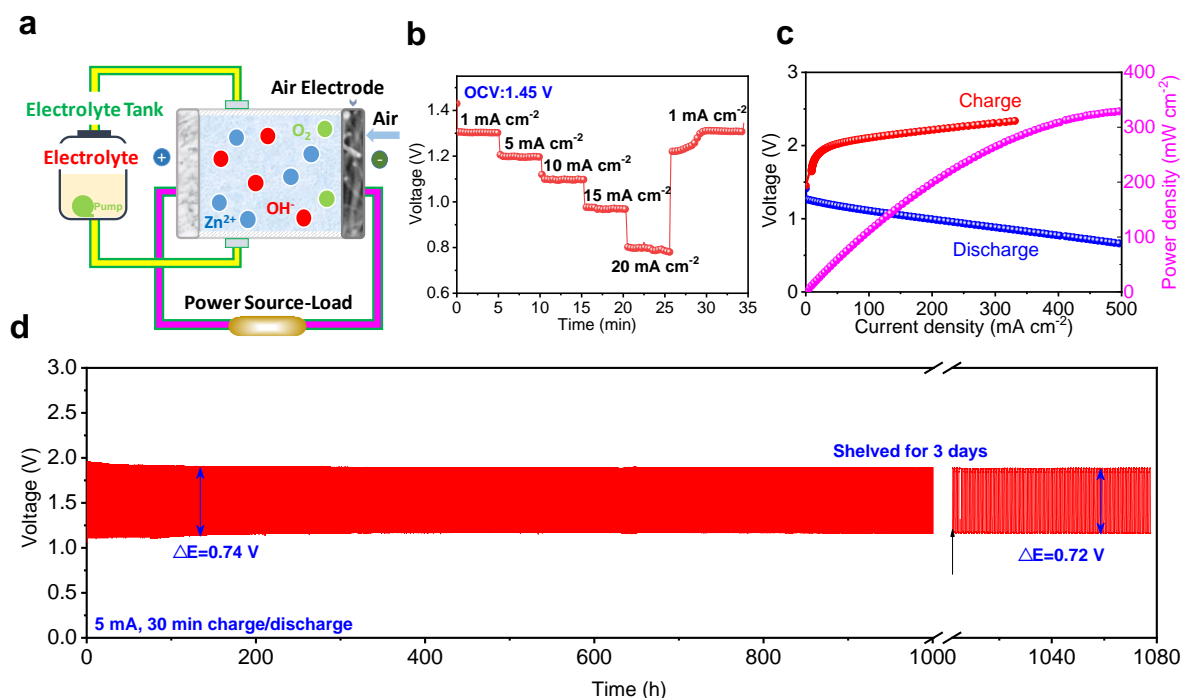 a
Air Electrode
Electrolyte Tank
Air
O2
Electrolyte
+
-
Pump
Zn2+
OH-
Power Source-Load
b
OCV:1.45 V
1 mA cm-2
1 mA cm-2
5 mA cm-2
10 mA cm-2
15 mA cm-2
20 mA cm-2
Voltage (V)
1.4
1.2
1.0
0.8
0.6
0 5 10 15 20 25 30 35
Time (min)
c
Charge
Discharge
Voltage (V)
3
2
1
0
Power density (mW cm-2)
400
300
200
100
0
0 100 200 300 400 500
Current density (mA cm-2)
d
Voltage (V)
3.0
2.5
2.0
1.5
1.0
0.5
0.0
Shelved for 3 days
△E=0.74 V
△E=0.72 V
5 mA, 30 min charge/discharge
0 200 400 600 800 1000 1040 1080
Time (h)